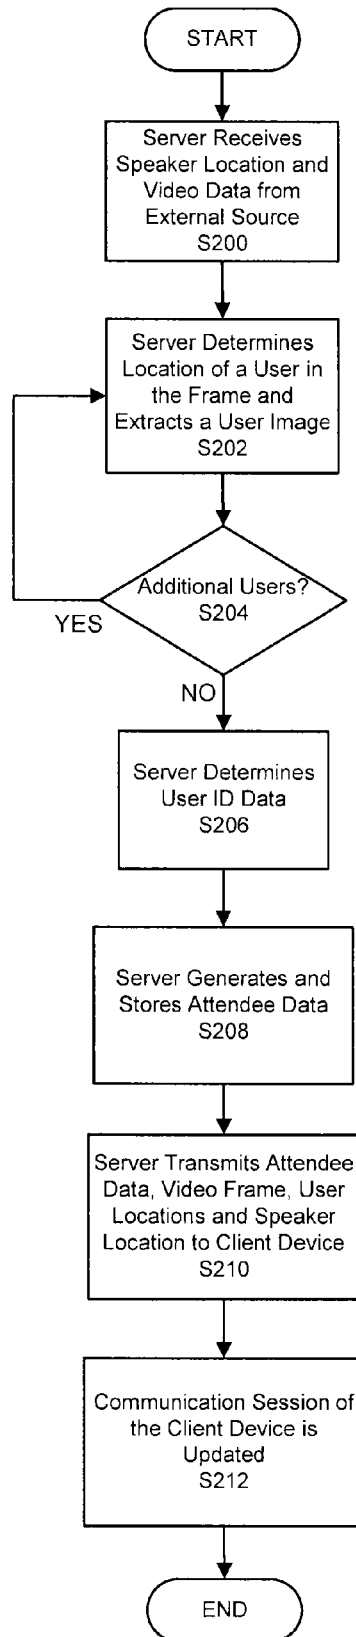 START
Server Receives
Speaker Location and
Video Data from
External Source
S200
Server Determines
Location of a User in
the Frame and
Extracts a User Image
S202
Additional Users?
S204
YES
NO
Server Determines
User ID Data
S206
Server Generates and
Stores Attendee Data
S208
Server Transmits Attendee
Data, Video Frame, User
Locations and Speaker
Location to Client Device
S210
Communication Session of
the Client Device is
Updated
S212
END